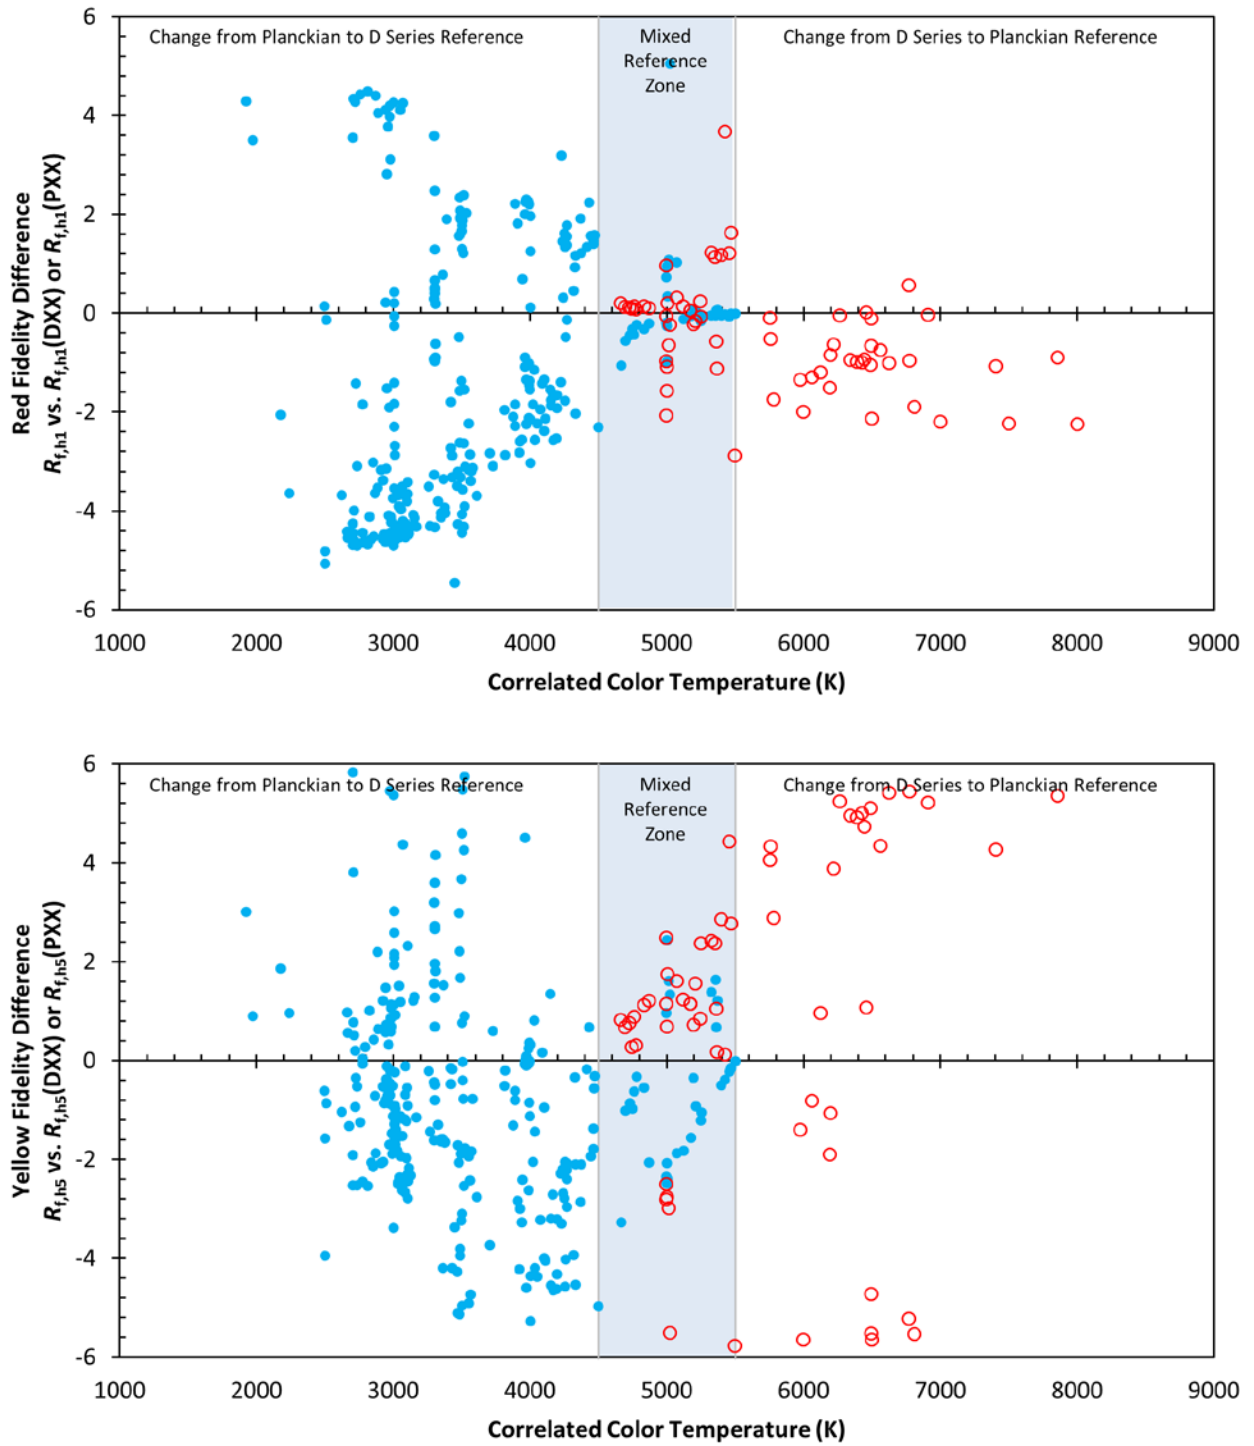 6
4
2
0
-2
-4
-6
Red Fidelity Difference
Rf,h1 vs. Rf,h1(DXX) or Rf,h1(PXX)
Change from Planckian to D Series Reference
Mixed
Reference
Zone
Change from D Series to Planckian Reference
1000 2000 3000 4000 5000 6000 7000 8000 9000
Correlated Color Temperature (K)
6
4
2
0
-2
-4
-6
Yellow Fidelity Difference
Rf,h5 vs. Rf,h5(DXX) or Rf,h5(PXX)
Change from Planckian to D Series Reference
Mixed
Reference
Zone
Change from D Series to Planckian Reference
1000 2000 3000 4000 5000 6000 7000 8000 9000
Correlated Color Temperature (K)